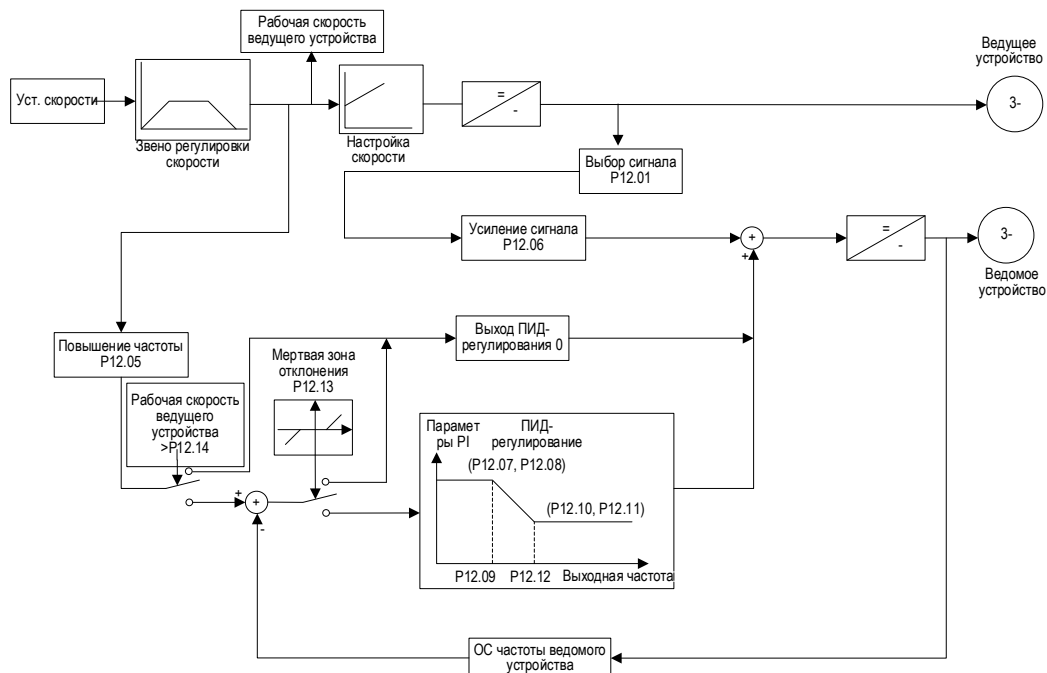 Рабочая скорость
ведущего устройства
Ведущее
устройство
Уст. скорости
=
-
3-
Звено регулировки
скорости
Настройка
скорости
Выбор сигнала
P12.01
Усиление сигнала
P12.06
+
+
=
-
3-
Ведомое
устройство
Повышение частоты
P12.05
Выход ПИД-
регулирования 0
Мертвая зона
отклонения
P12.13
Рабочая скорость
ведущего
устройства
>P12.14
Парамет
ры PI
ПИД-
регулирование
(P12.07, P12.08)
(P12.10, P12.11)
+
+
-
P12.09
P12.12
Выходная частота
ОС частоты ведомого
устройства